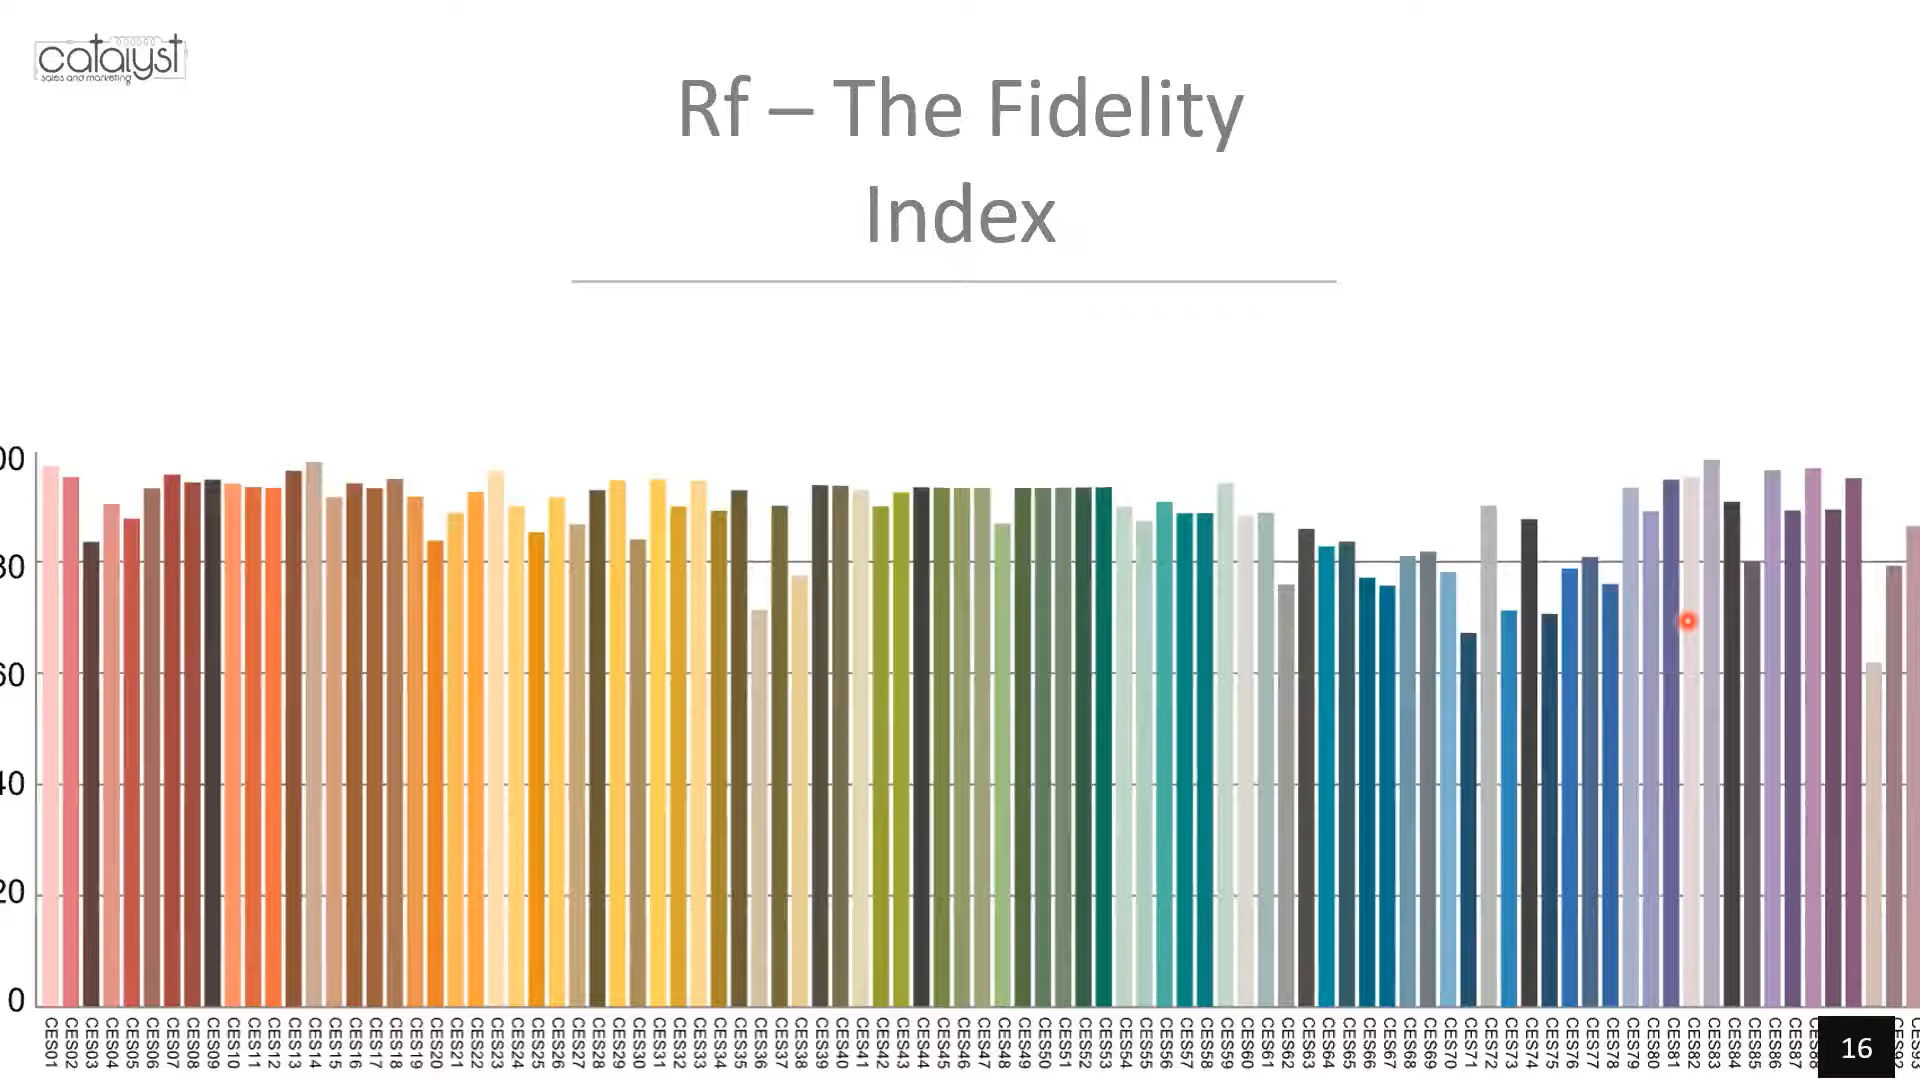 catalyst
sales and marketing
Rf – The Fidelity
Index
00
80
60
40
20
0
CES01 CES02 CES03 CES04 CES05 CES06 CES07 CES08 CES09 CES10 CES11 CES12 CES13 CES14 CES15 CES16 CES17 CES18 CES19 CES20 CES21 CES22 CES23 CES24 CES25 CES26 CES27 CES28 CES29 CES30 CES31 CES32 CES33 CES34 CES35 CES36 CES37 CES38 CES39 CES40 CES41 CES42 CES43 CES44 CES45 CES46 CES47 CES48 CES49 CES50 CES51 CES52 CES53 CES54 CES55 CES56 CES57 CES58 CES59 CES60 CES61 CES62 CES63 CES64 CES65 CES66 CES67 CES68 CES69 CES70 CES71 CES72 CES73 CES74 CES75 CES76 CES77 CES78 CES79 CES80 CES81 CES82 CES83 CES84 CES85 CES86 CES87 CES88
16